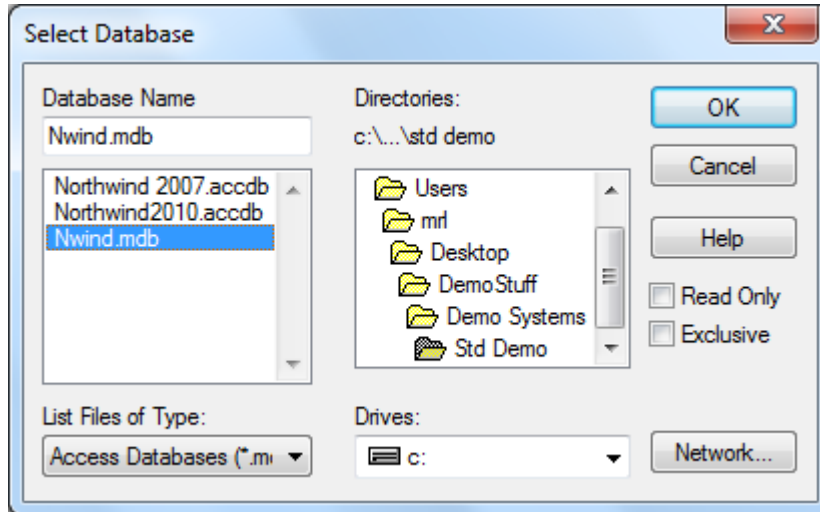 Select Database
Database Name
Nwind.mdb
Northwind 2007.accdb
Northwind2010.accdb
Nwind.mdb
List Files of Type:
Access Databases (*.m
Directories:
c:\...\std demo
Users
mrl
Desktop
DemoStuff
Demo Systems
Std Demo
Drives:
c:
OK
Cancel
Help
Read Only
Exclusive
Network...